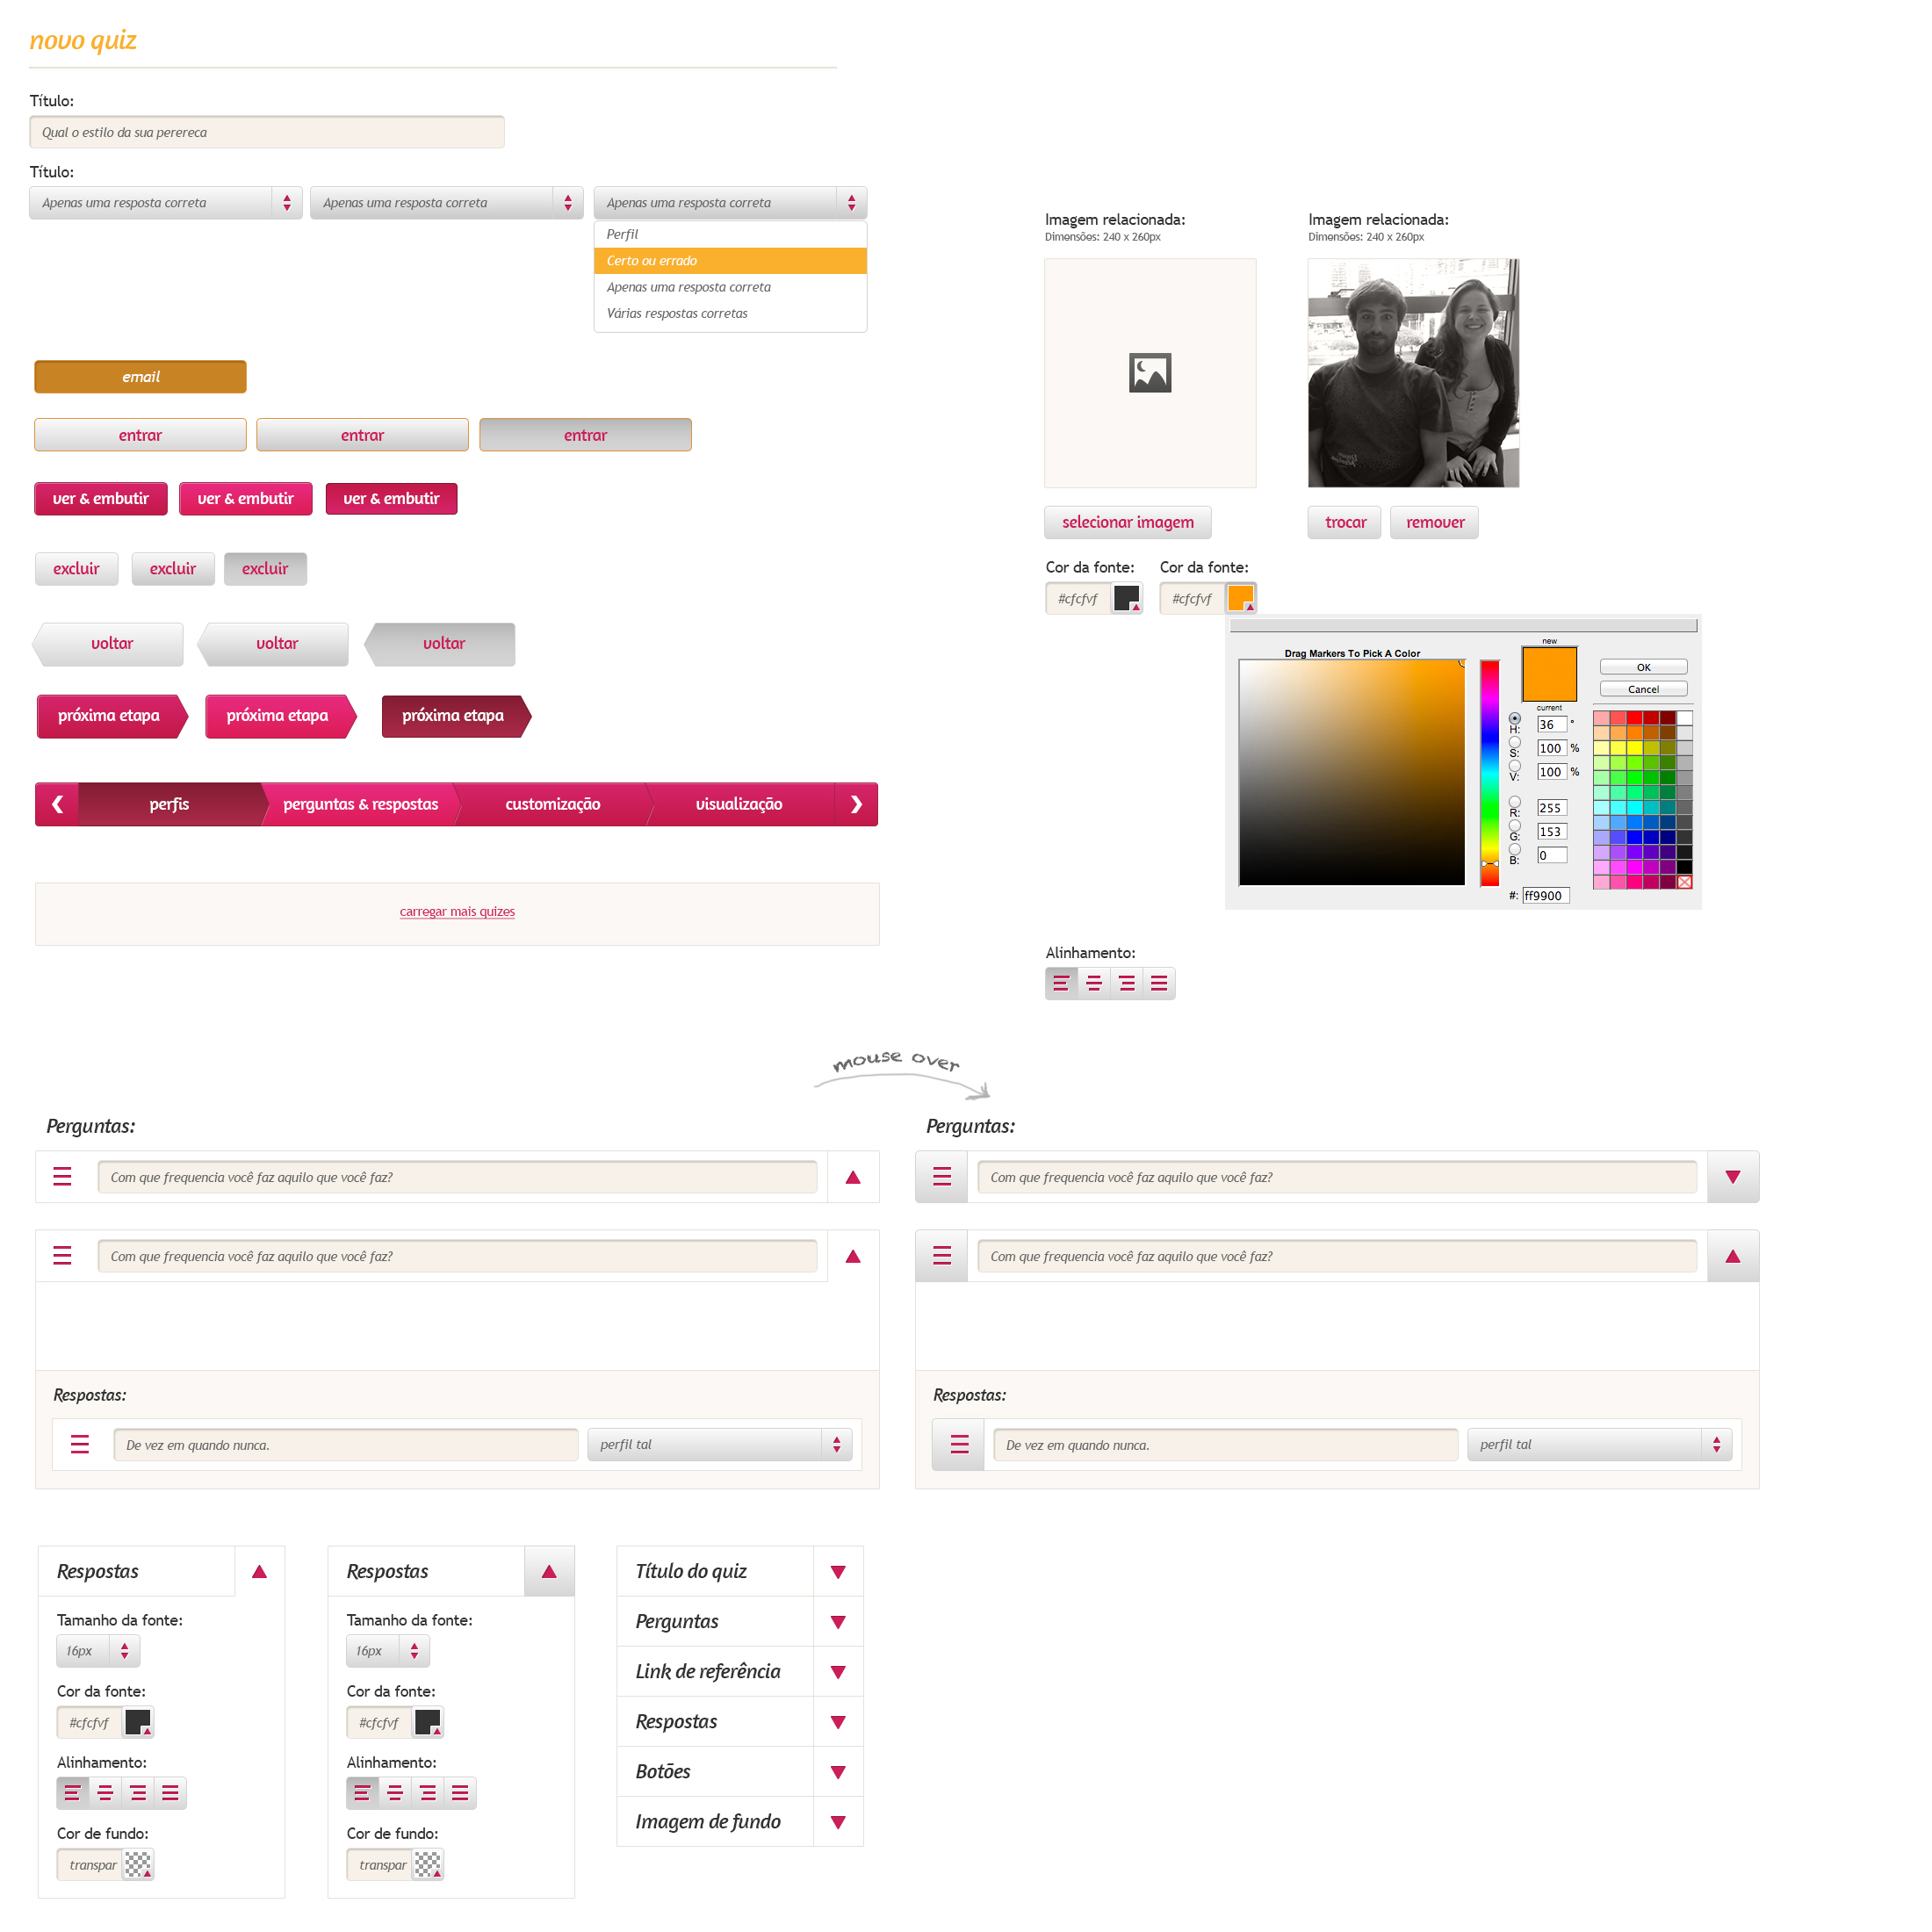 novo quiz
Título:
Qual o estilo da sua perereca
Título:
Apenas uma resposta correta
Apenas uma resposta correta
Apenas uma resposta correta
Perfil
Certo ou errado
Apenas uma resposta correta
Várias respostas corretas
email
entrar
entrar
entrar
ver & embutir
ver & embutir
ver & embutir
excluir
excluir
excluir
voltar
voltar
voltar
próxima etapa
próxima etapa
próxima etapa
perfis
perguntas & respostas
customização
visualização
carregar mais quizes
Imagem relacionada:
Dimensões: 240 x 260px
selecionar imagem
Imagem relacionada:
Dimensões: 240 x 260px
trocar
remover
Cor da fonte:
#cfcfvf
Cor da fonte:
#cfcfvf
Drag Markers To Pick A Color
new
current
OK
Cancel
H: 36 °
S: 100 %
V: 100 %
R: 255
G: 153
B: 0
#: ff9900
Alinhamento:
mouse over
Perguntas:
Com que frequencia você faz aquilo que você faz?
Com que frequencia você faz aquilo que você faz?
Respostas:
De vez em quando nunca.
perfil tal
Perguntas:
Com que frequencia você faz aquilo que você faz?
Com que frequencia você faz aquilo que você faz?
Respostas:
De vez em quando nunca.
perfil tal
Respostas
Tamanho da fonte:
16px
Cor da fonte:
#cfcfvf
Alinhamento:
Cor de fundo:
transpar
Respostas
Tamanho da fonte:
16px
Cor da fonte:
#cfcfvf
Alinhamento:
Cor de fundo:
transpar
Título do quiz
Perguntas
Link de referência
Respostas
Botões
Imagem de fundo